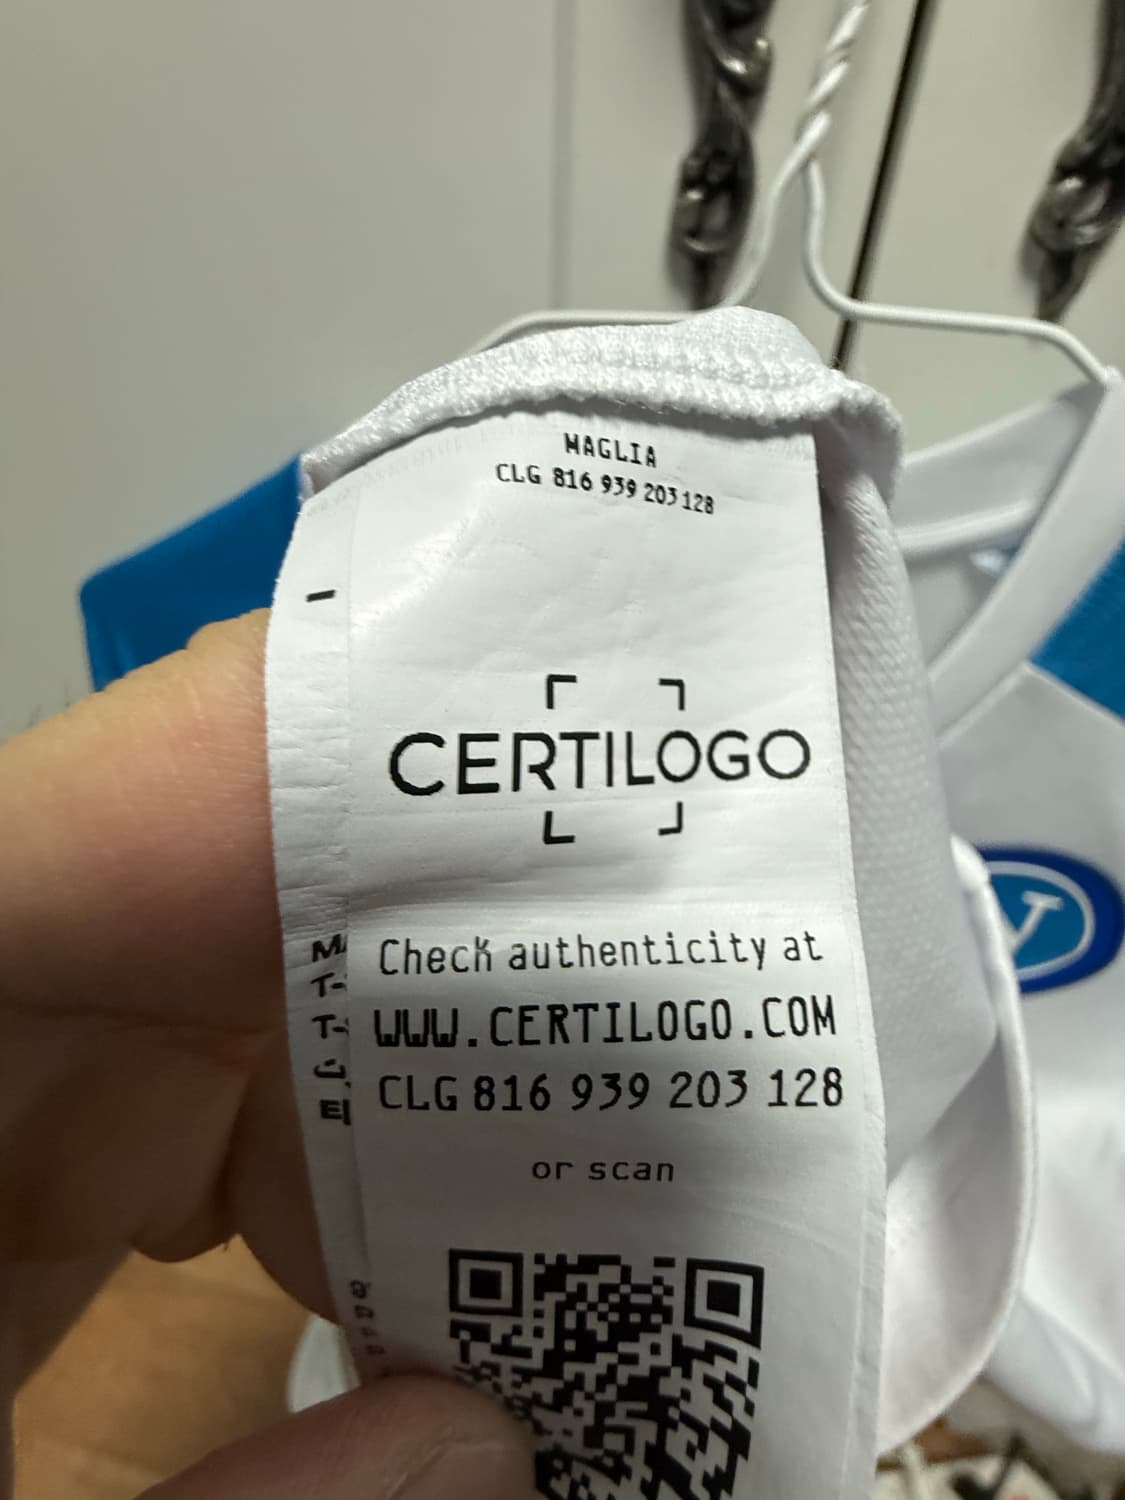 MAGLIA
CLG 816 939 203 128
CERTILOGO
Check authenticity at
WWW.CERTILOGO.COM
CLG 816 939 203 128
or scan